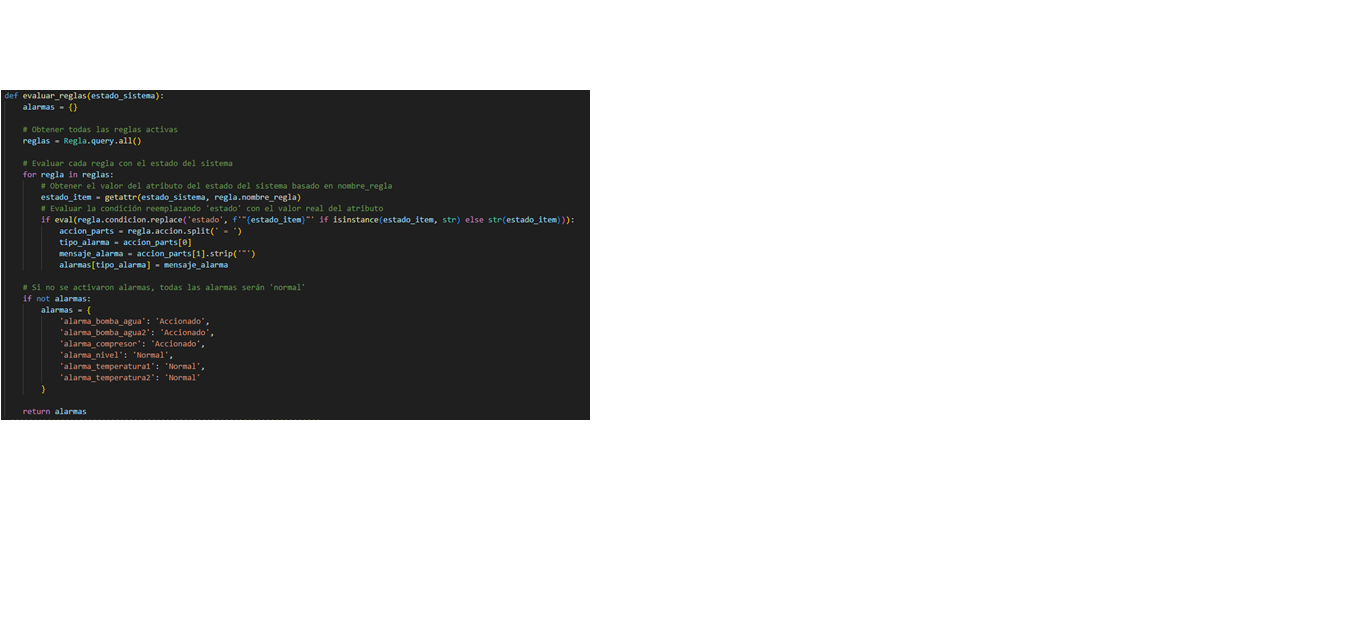 def evaluar_reglas(estado_sistema):
    alarmas = {}

    # Obtener todas las reglas activas
    reglas = Regla.query.all()

    # Evaluar cada regla con el estado del sistema
    for regla in reglas:
        # Obtener el valor del atributo del estado del sistema basado en nombre_regla
        estado_item = getattr(estado_sistema, regla.nombre_regla)
        # Evaluar la condición reemplazando 'estado' con el valor real del atributo
        if eval(regla.condicion.replace('estado', f'"{estado_item}"' if isinstance(estado_item, str) else str(estado_item))):
            accion_parts = regla.accion.split(' = ')
            tipo_alarma = accion_parts[0]
            mensaje_alarma = accion_parts[1].strip('"')
            alarmas[tipo_alarma] = mensaje_alarma

    # Si no se activaron alarmas, todas las alarmas serán 'normal'
    if not alarmas:
        alarmas = {
            'alarma_bomba_agua': 'Accionado',
            'alarma_bomba_agua2': 'Accionado',
            'alarma_compresor': 'Accionado',
            'alarma_nivel': 'Normal',
            'alarma_temperatura1': 'Normal',
            'alarma_temperatura2': 'Normal'
        }

    return alarmas